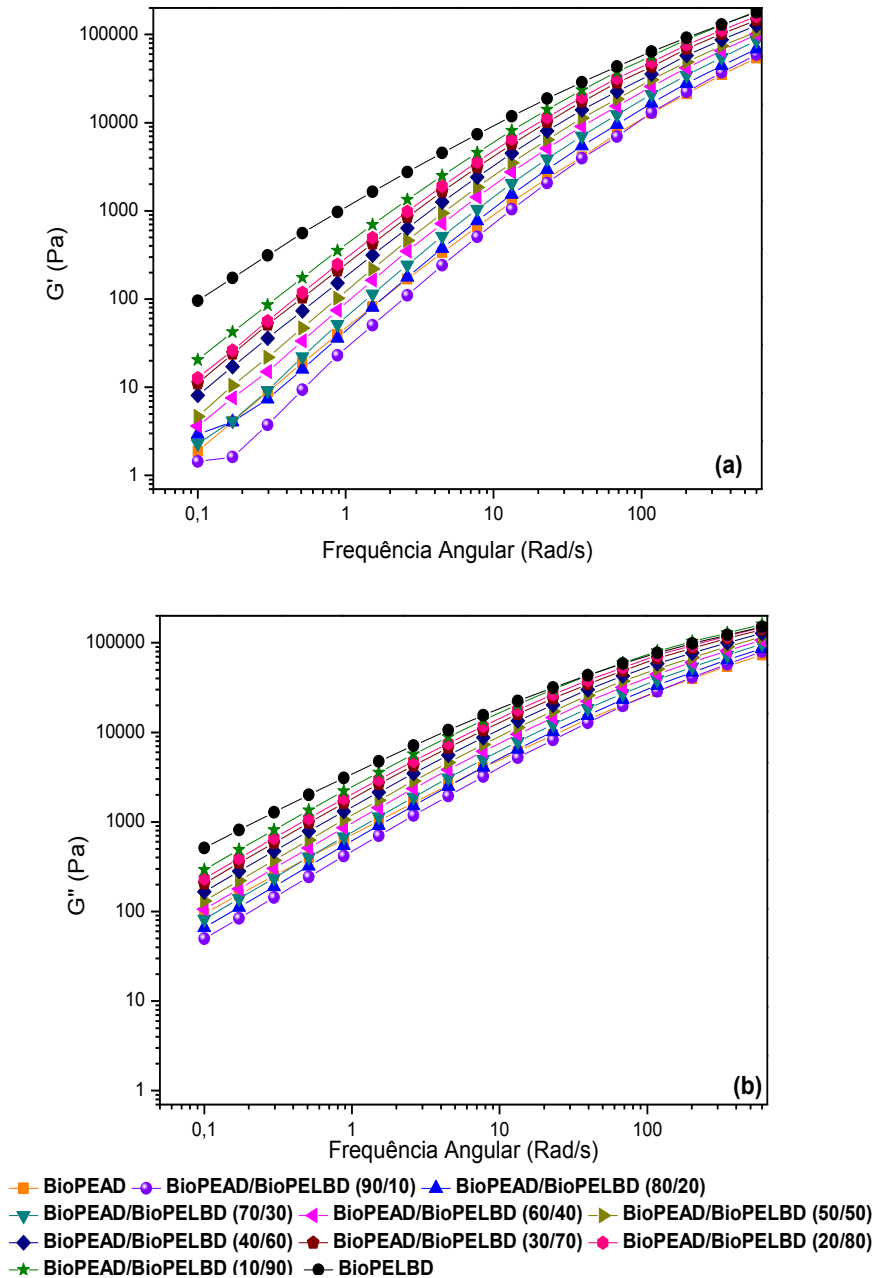 100000
10000
1000
100
10
1
G' (Pa)
(a)
0,1 1 10 100
Frequência Angular (Rad/s)
100000
10000
1000
100
10
1
G'' (Pa)
(b)
0,1 1 10 100
Frequência Angular (Rad/s)
BioPEAD BioPEAD/BioPELBD (90/10) BioPEAD/BioPELBD (80/20)
BioPEAD/BioPELBD (70/30) BioPEAD/BioPELBD (60/40) BioPEAD/BioPELBD (50/50)
BioPEAD/BioPELBD (40/60) BioPEAD/BioPELBD (30/70) BioPEAD/BioPELBD (20/80)
BioPEAD/BioPELBD (10/90) BioPELBD